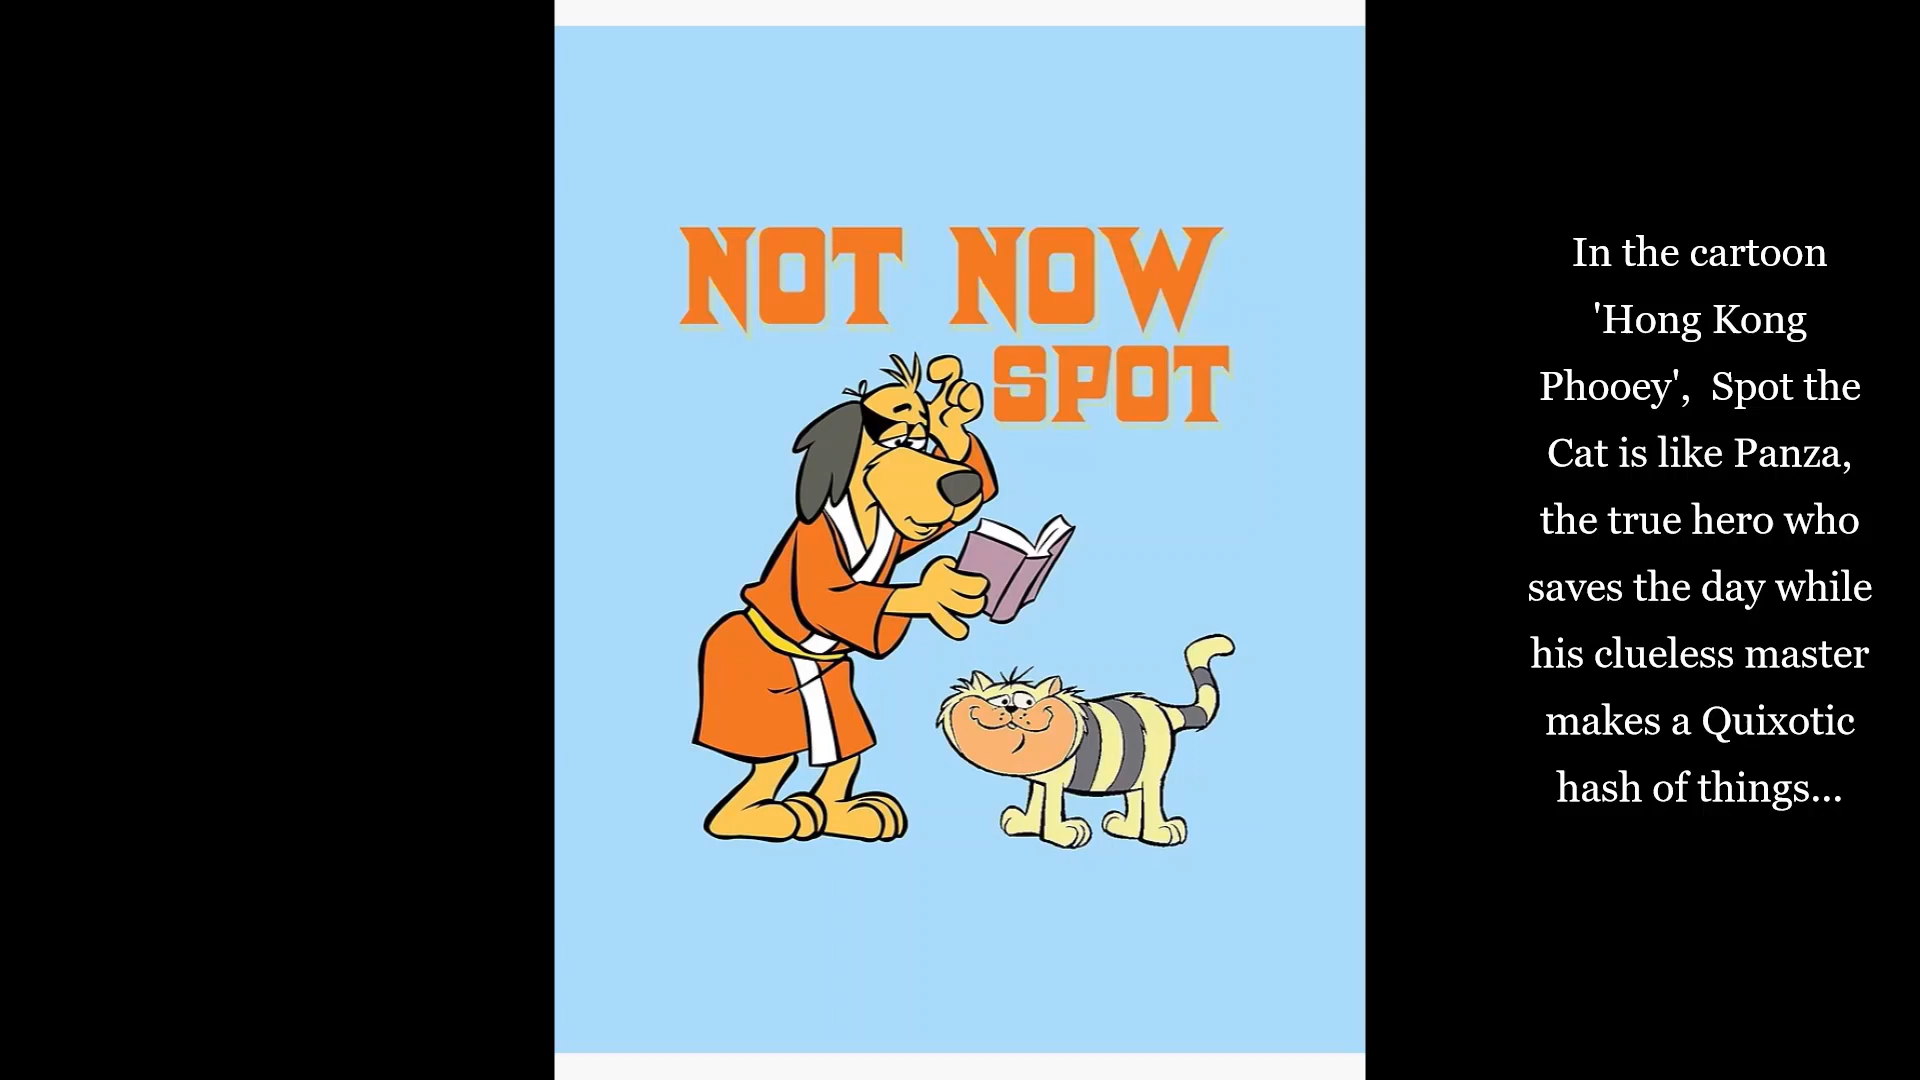 NOT NOW
SPOT
In the cartoon
'Hong Kong
Phooey',  Spot the
Cat is like Panza,
the true hero who
saves the day while
his clueless master
makes a Quixotic
hash of things...